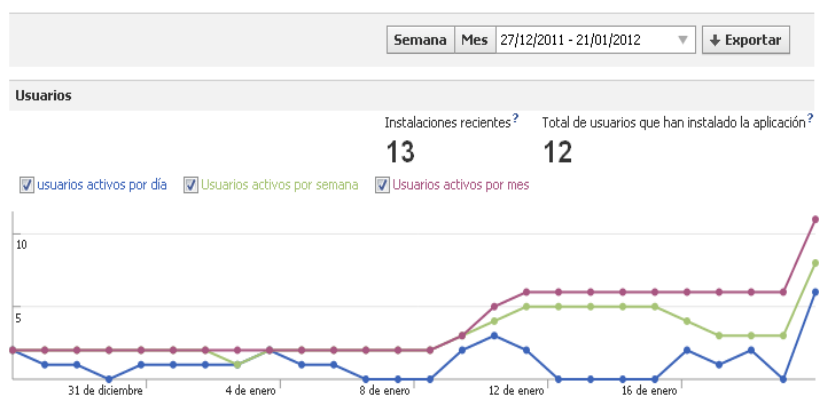 Semana Mes 27/12/2011 - 21/01/2012 Exportar
Usuarios
Instalaciones recientes? Total de usuarios que han instalado la aplicación?
13 12
usuarios activos por día Usuarios activos por semana Usuarios activos por mes
10
5
31 de diciembre 4 de enero 8 de enero 12 de enero 16 de enero